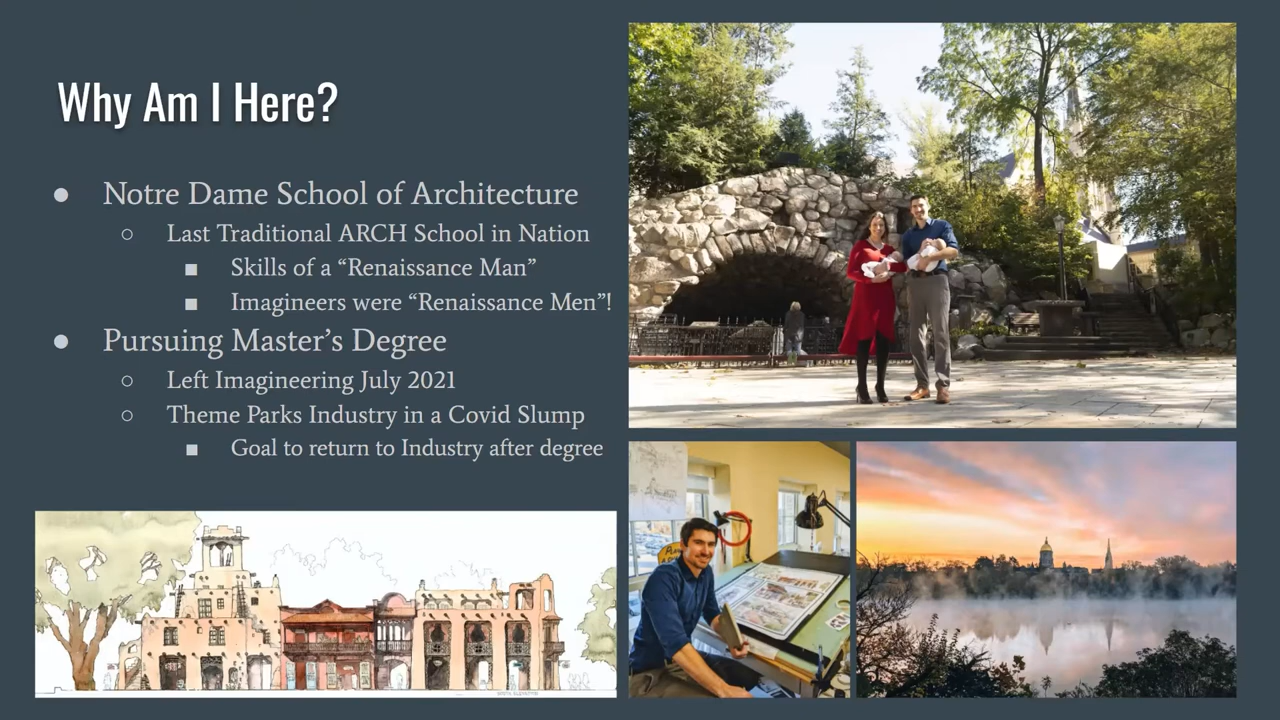 Why Am I Here?
● Notre Dame School of Architecture
○ Last Traditional ARCH School in Nation
■ Skills of a “Renaissance Man”
■ Imagineers were “Renaissance Men”!
● Pursuing Master’s Degree
○ Left Imagineering July 2021
○ Theme Parks Industry in a Covid Slump
■ Goal to return to Industry after degree